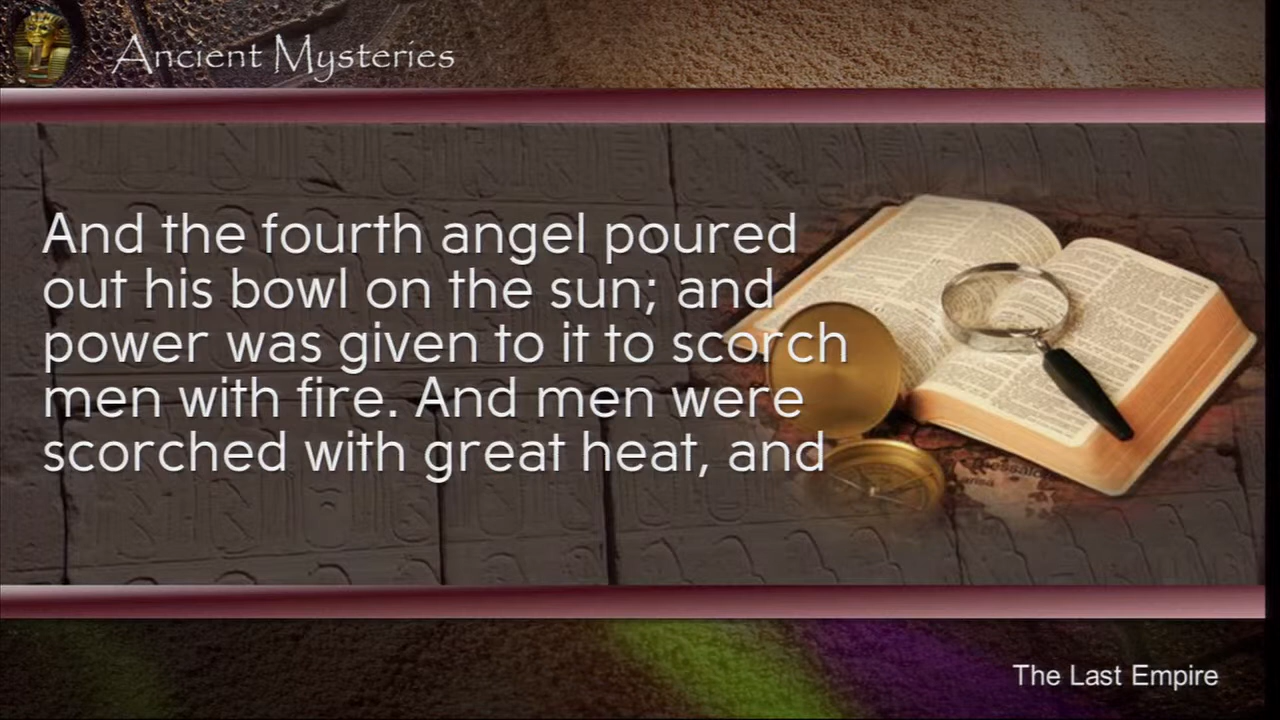 Ancient Mysteries
And the fourth angel poured
out his bowl on the sun; and
power was given to it to scorch
men with fire. And men were
scorched with great heat, and
The Last Empire